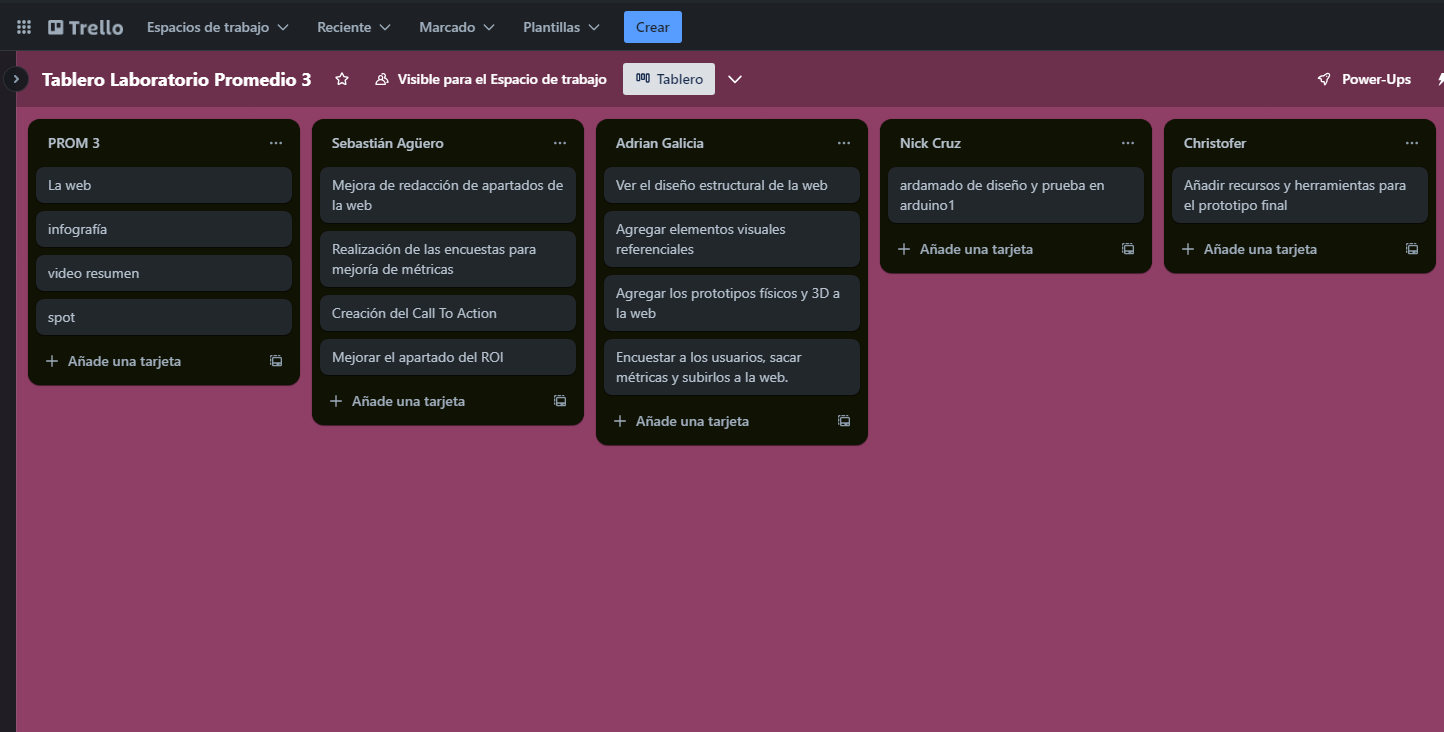 Trello
Espacios de trabajo
Reciente
Marcado
Plantillas
Crear
Tablero Laboratorio Promedio 3
Visible para el Espacio de trabajo
Tablero
Power-Ups
PROM 3
La web
infografía
video resumen
spot
Añade una tarjeta
Sebastián Agüero
Mejora de redacción de apartados de
la web
Realización de las encuestas para
mejoría de métricas
Creación del Call To Action
Mejorar el apartado del ROI
Añade una tarjeta
Adrian Galicia
Ver el diseño estructural de la web
Agregar elementos visuales
referenciales
Agregar los prototipos físicos y 3D a
la web
Encuestar a los usuarios, sacar
métricas y subirlos a la web.
Añade una tarjeta
Nick Cruz
ardamado de diseño y prueba en
arduino1
Añade una tarjeta
Christofer
Añadir recursos y herramientas para
el prototipo final
Añade una tarjeta